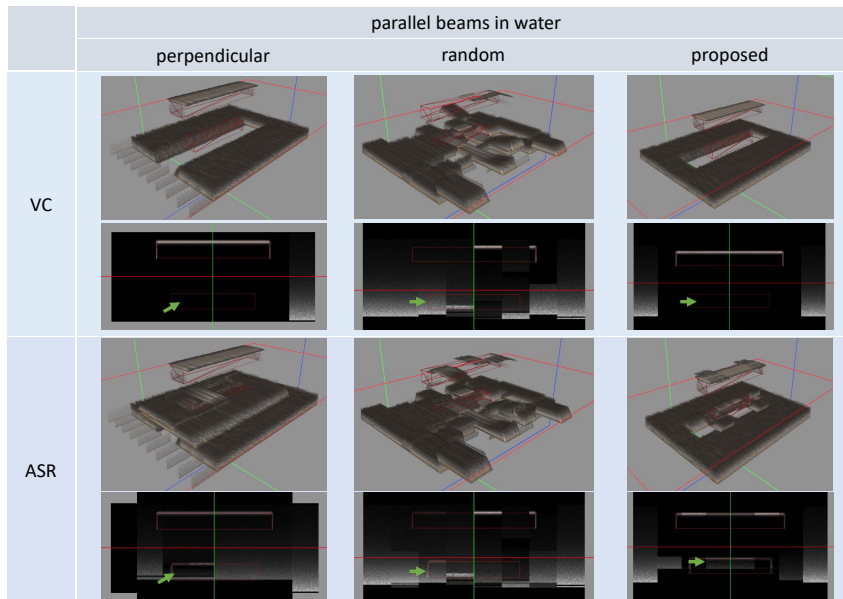 parallel beams in water
perpendicular
random
proposed
VC
ASR